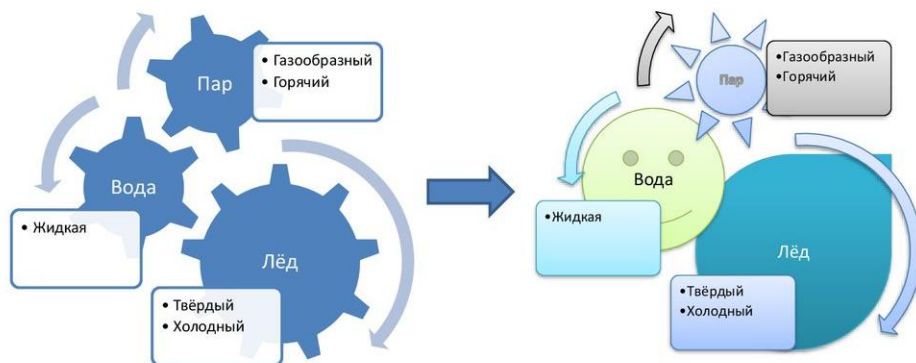 Пар
• Газообразный
• Горячий
Вода
• Жидкая
Лёд
• Твёрдый
• Холодный
Пар
•Газообразный
•Горячий
Вода
•Жидкая
Лёд
•Твёрдый
•Холодный